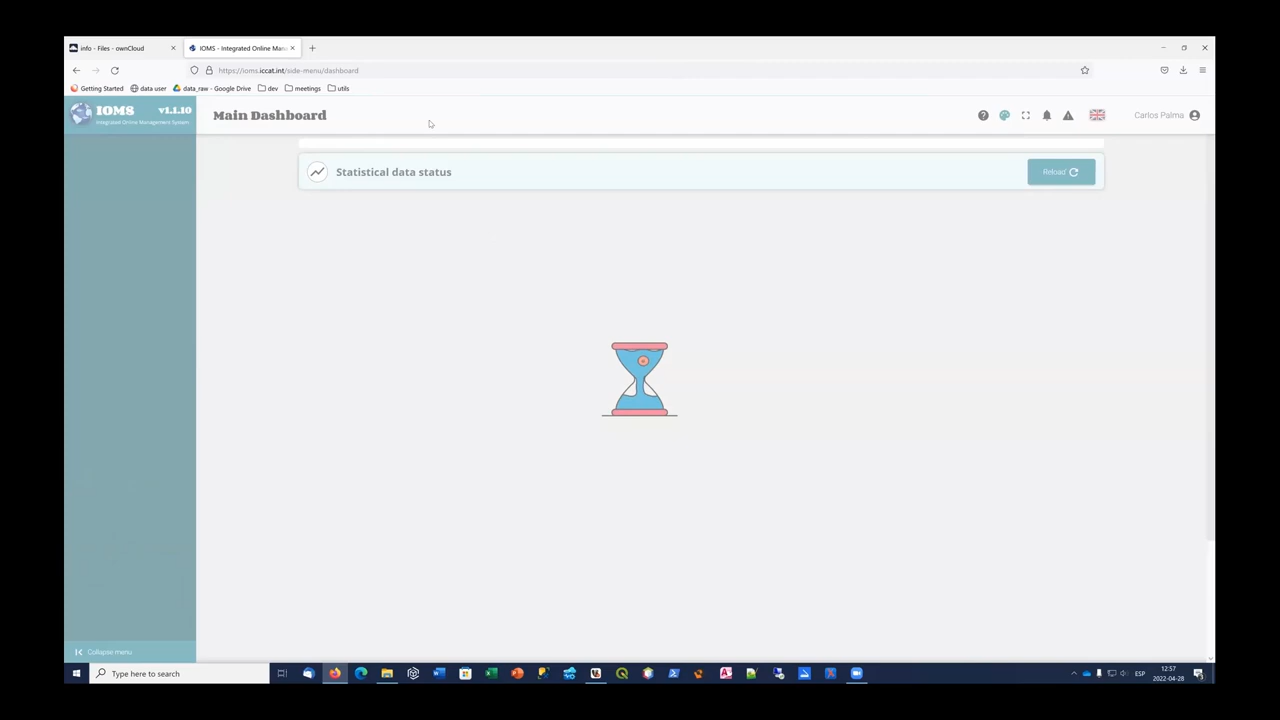 info - Files - ownCloud
IOMS - Integrated Online Mana
https://ioms.iccat.int/side-menu/dashboard
Getting Started
data user
data_raw - Google Drive
dev
meetings
utils
IOMS
v1.1.10
Integrated Online Management System
Main Dashboard
Carlos Palma
Statistical data status
Reload
Collapse menu
Type here to search
ESP
12:57
2022-04-28